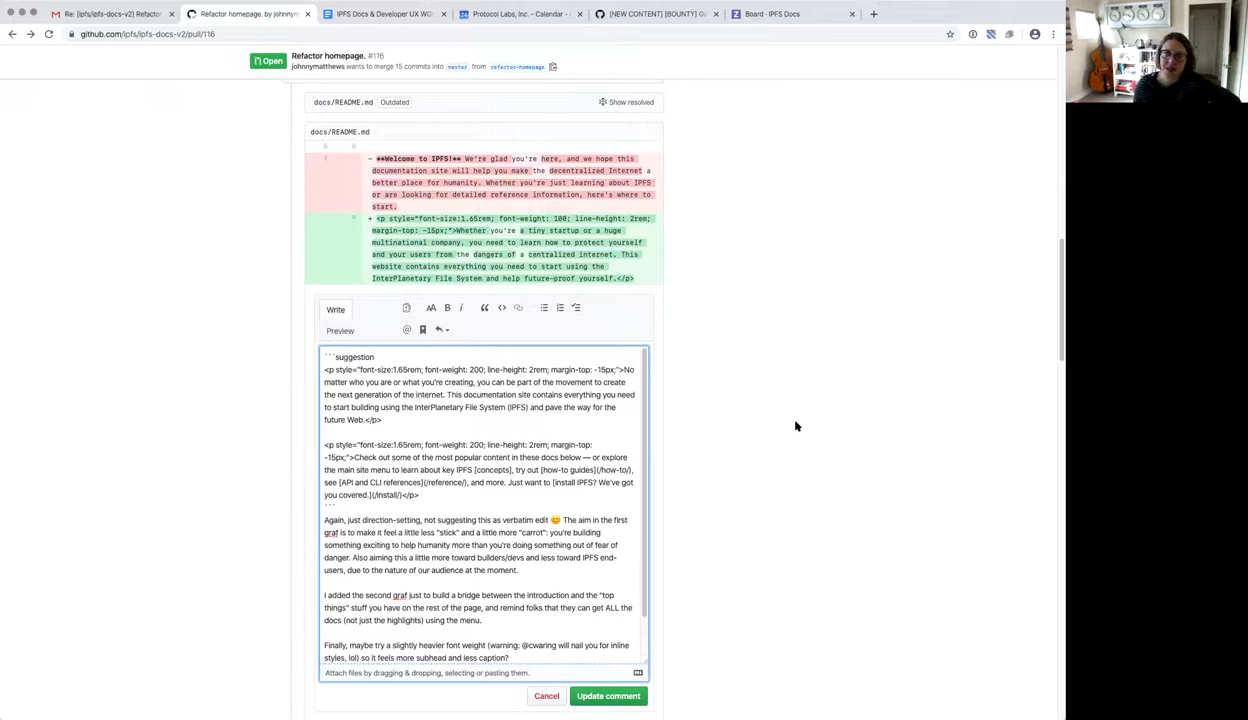 Re: [ipfs/ipfs-docs-v2] Refactor
Refactor homepage. by johnnym
IPFS Docs & Developer UX WG
Protocol Labs, Inc. - Calendar -
[NEW CONTENT] [BOUNTY] G
Board · IPFS Docs
github.com/ipfs/ipfs-docs-v2/pull/116
Open
Refactor homepage. #116
johnnymatthews wants to merge 15 commits into master from refactor-homepage
docs/README.md Outdated Show resolved
docs/README.md
8 8
9 - **Welcome to IPFS!** We're glad you're here, and we hope this
documentation site will help you make the decentralized Internet a
better place for humanity. Whether you're just learning about IPFS
or are looking for detailed reference information, here's where to
start.
9 + <p style="font-size:1.65rem; font-weight: 100; line-height: 2rem;
margin-top: -15px;">Whether you're a tiny startup or a huge
multinational company, you need to learn how to protect yourself
and your users from the dangers of a centralized internet. This
website contains everything you need to start using the
InterPlanetary File System and help future-proof yourself.</p>
Write
Preview
```suggestion
<p style="font-size:1.65rem; font-weight: 200; line-height: 2rem; margin-top: -15px;">No
matter who you are or what you're creating, you can be part of the movement to create
the next generation of the internet. This documentation site contains everything you need
to start building using the InterPlanetary File System (IPFS) and pave the way for the
future Web.</p>
<p style="font-size:1.65rem; font-weight: 200; line-height: 2rem; margin-top:
-15px;">Check out some of the most popular content in these docs below — or explore
the main site menu to learn about key IPFS [concepts], try out [how-to guides](/how-to/),
see [API and CLI references](/reference/), and more. Just want to [install IPFS? We've got
you covered.](/install/)</p>
```
Again, just direction-setting, not suggesting this as verbatim edit 😊 The aim in the first
graf is to make it feel a little less "stick" and a little more "carrot": you're building
something exciting to help humanity more than you're doing something out of fear of
danger. Also aiming this a little more toward builders/devs and less toward IPFS end-
users, due to the nature of our audience at the moment.
I added the second graf just to build a bridge between the introduction and the "top
things" stuff you have on the rest of the page, and remind folks that they can get ALL the
docs (not just the highlights) using the menu.
Finally, maybe try a slightly heavier font weight (warning: @cwaring will nail you for inline
styles, lol) so it feels more subhead and less caption?
Attach files by dragging & dropping, selecting or pasting them.
Cancel
Update comment